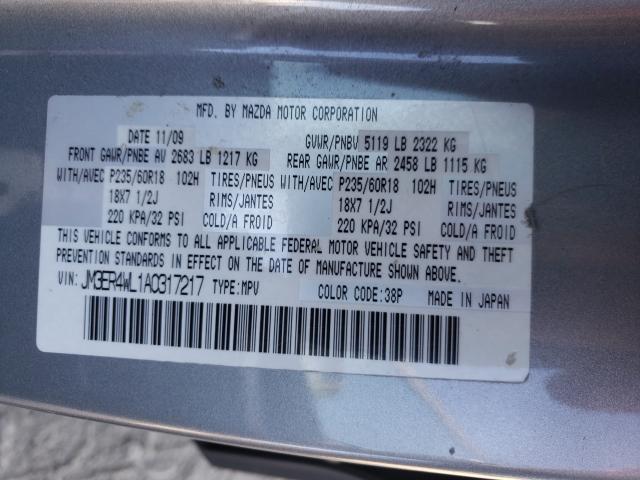 MFD. BY MAZDA MOTOR CORPORATION
DATE 11/09 GVWR/PNBV 5119 LB 2322 KG
FRONT GAWR/PNBE AV 2683 LB 1217 KG REAR GAWR/PNBE AR 2458 LB 1115 KG
WITH/AVEC P235/60R18 102H TIRES/PNEUS WITH/AVEC P235/60R18 102H TIRES/PNEUS
18X7 1/2J RIMS/JANTES 18X7 1/2J RIMS/JANTES
220 KPA/32 PSI COLD/A FROID 220 KPA/32 PSI COLD/A FROID
THIS VEHICLE CONFORMS TO ALL APPLICABLE FEDERAL MOTOR VEHICLE SAFETY AND THEFT
PREVENTION STANDARDS IN EFFECT ON THE DATE OF MANUFACTURE SHOWN ABOVE.
VIN: JM3ER4WL1A0317217 TYPE:MPV COLOR CODE:38P MADE IN JAPAN